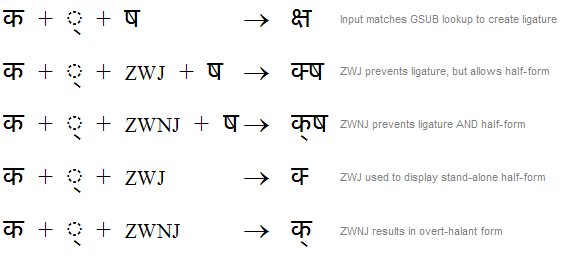 क + ् + ष → क्ष Input matches GSUB lookup to create ligature
क + ् + ZWJ + ष → क्‍ष ZWJ prevents ligature, but allows half-form
क + ् + ZWNJ + ष → क्‌ष ZWNJ prevents ligature AND half-form
क + ् + ZWJ → क्‍ ZWJ used to display stand-alone half-form
क + ् + ZWNJ → क्‌ ZWNJ results in overt-halant form